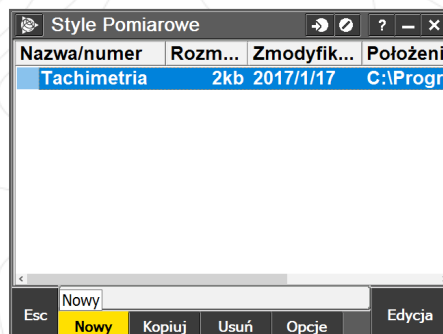 Style Pomiarowe ? – ×
Nazwa/numer Rozm... Zmodyfik... Położeni
Tachimetria 2kb 2017/1/17 C:\Progr
Nowy
Esc Nowy Kopiuj Usuń Opcje Edycja